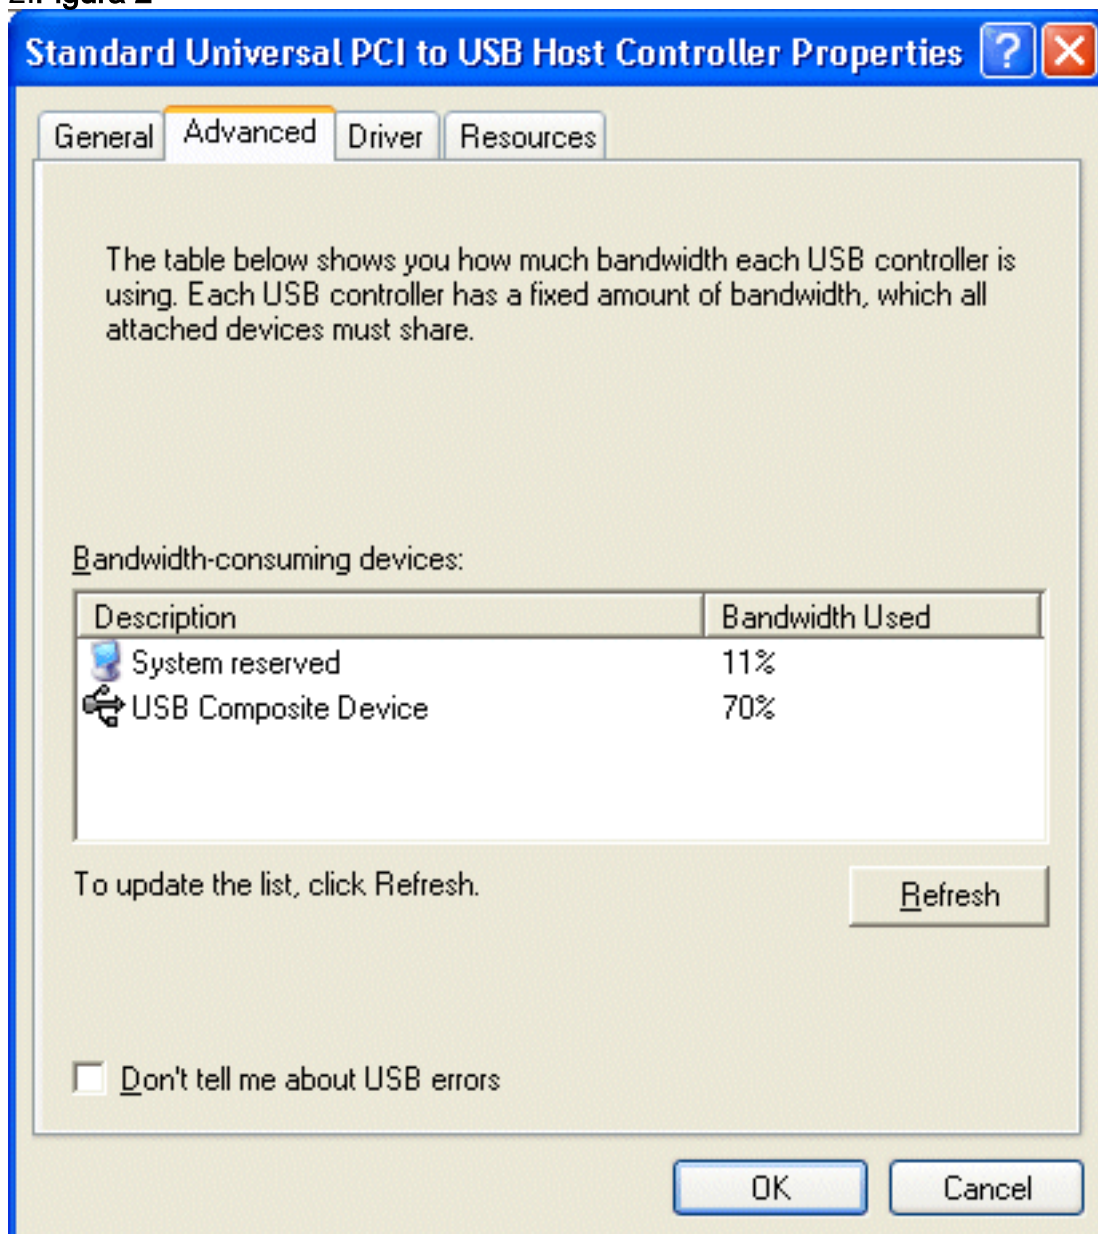 Figura 2
Standard Universal PCI to USB Host Controller Properties
General Advanced Driver Resources
The table below shows you how much bandwidth each USB controller is
using. Each USB controller has a fixed amount of bandwidth, which all
attached devices must share.
Bandwidth-consuming devices:
Description Bandwidth Used
System reserved 11%
USB Composite Device 70%
To update the list, click Refresh.
Refresh
Don't tell me about USB errors
OK Cancel